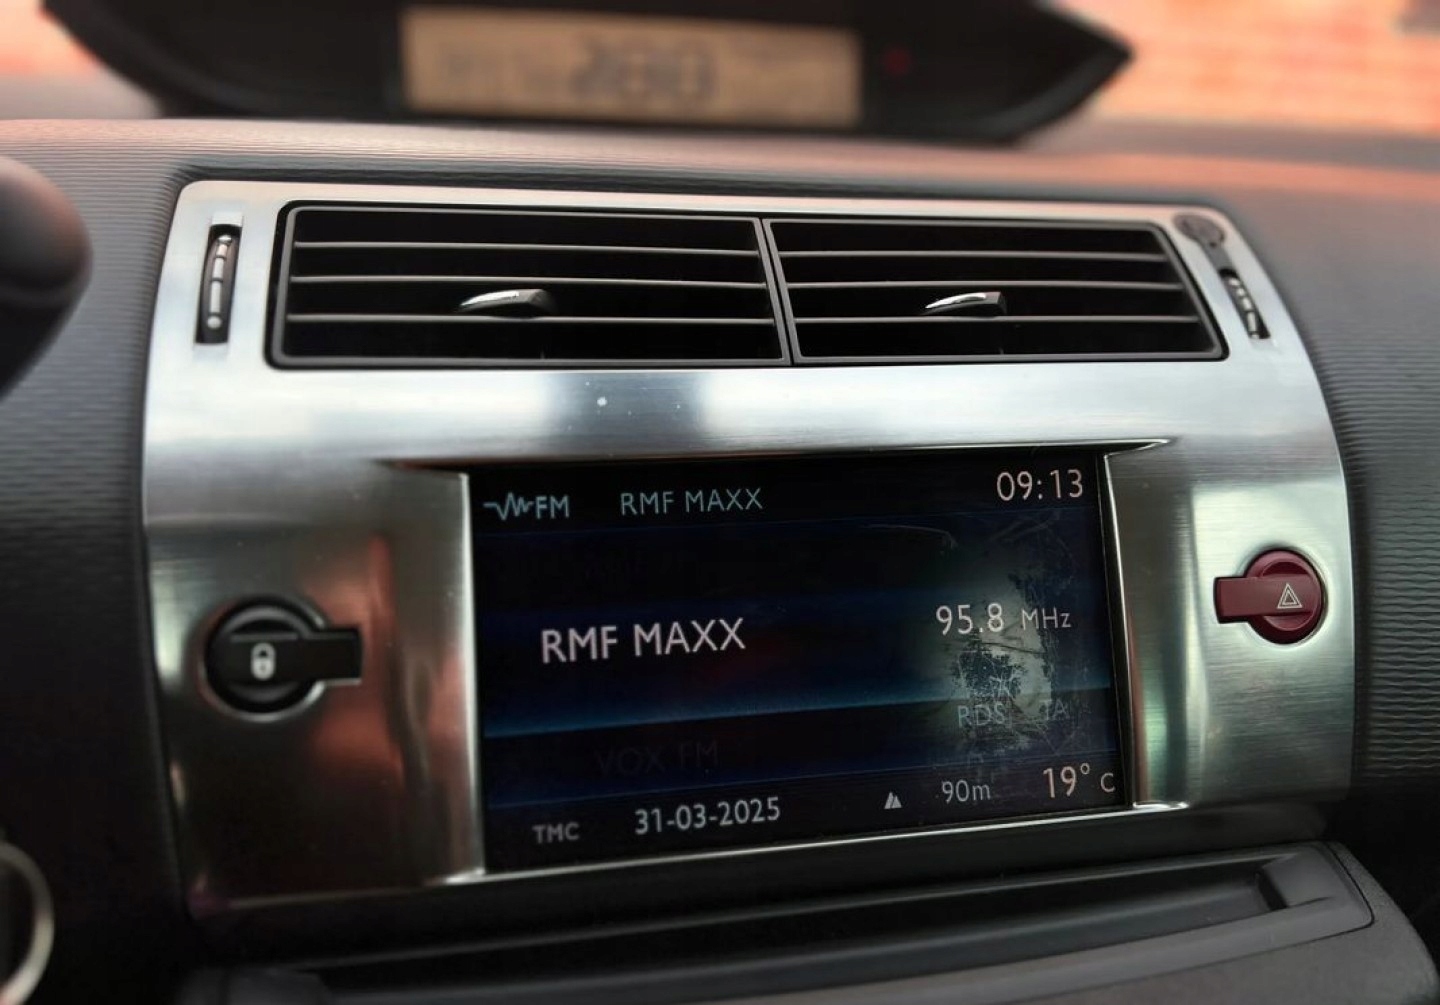 FM RMF MAXX 09:13
RMF MAXX 95.8 MHz
RDS TA
VOX FM
90m 19° C
TMC 31-03-2025